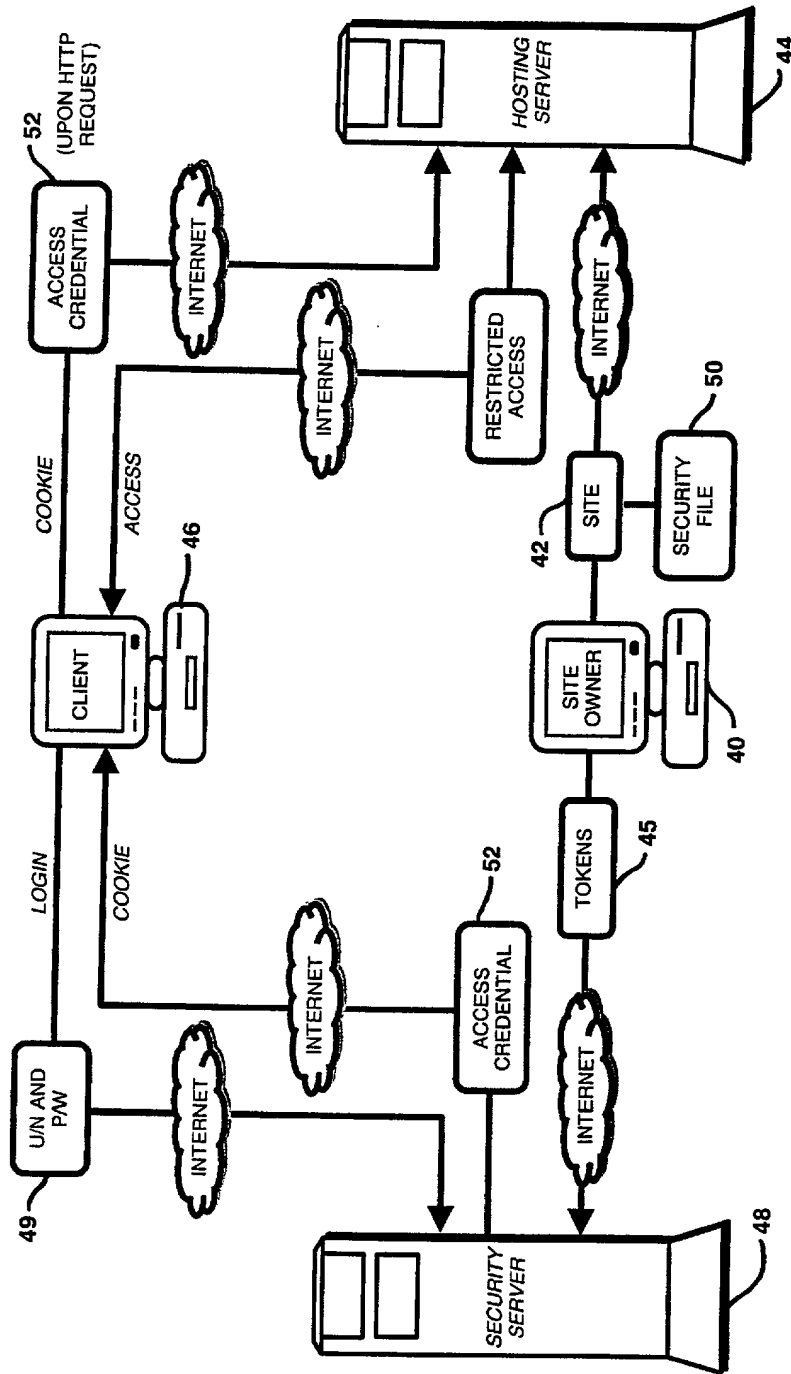 49
U/N AND
P/W
LOGIN
CLIENT
46
COOKIE
52
ACCESS
CREDENTIAL
(UPON HTTP
REQUEST)
COOKIE
ACCESS
INTERNET
INTERNET
INTERNET
INTERNET
SECURITY
SERVER
48
ACCESS
CREDENTIAL
52
RESTRICTED
ACCESS
HOSTING
SERVER
44
INTERNET
TOKENS
45
SITE
OWNER
40
42
SITE
SECURITY
FILE
50
INTERNET